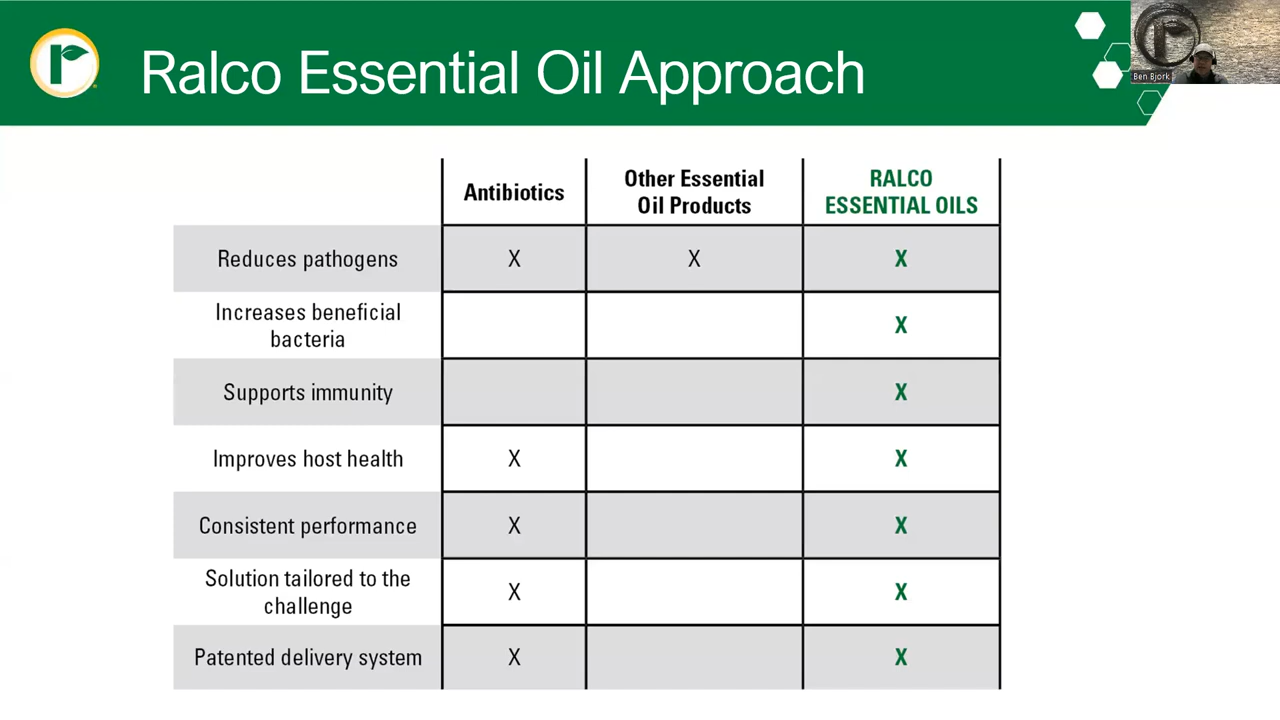 Ralco Essential Oil Approach
Ben Bjork
Antibiotics
Other Essential
Oil Products
RALCO
ESSENTIAL OILS
Reduces pathogens X X X
Increases beneficial
bacteria X
Supports immunity X
Improves host health X X
Consistent performance X X
Solution tailored to the
challenge X X
Patented delivery system X X